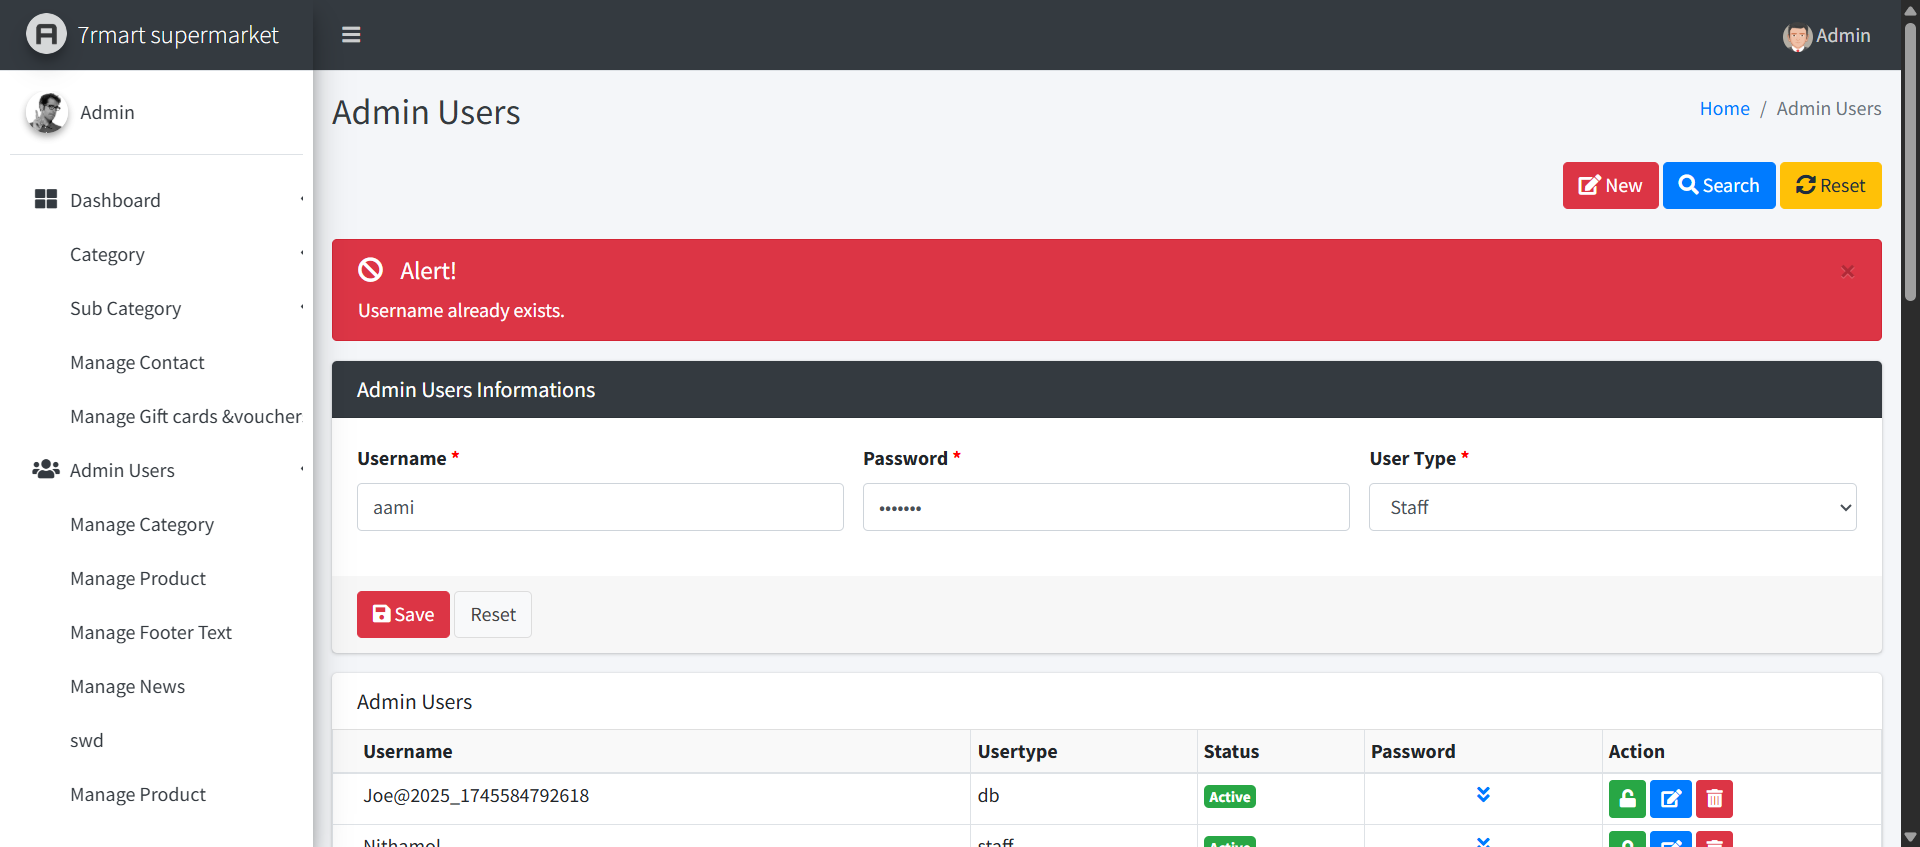 7rmart supermarket
Admin
Admin
Dashboard
Category
Sub Category
Manage Contact
Manage Gift cards &voucher
Admin Users
Manage Category
Manage Product
Manage Footer Text
Manage News
swd
Manage Product
Admin Users
Home / Admin Users
New Search Reset
Alert!
×
Username already exists.
Admin Users Informations
Username * Password * User Type *
aami ••••••• Staff
Save Reset
Admin Users
Username Usertype Status Password Action
Joe@2025_1745584792618 db Active
Nithamol staff Active